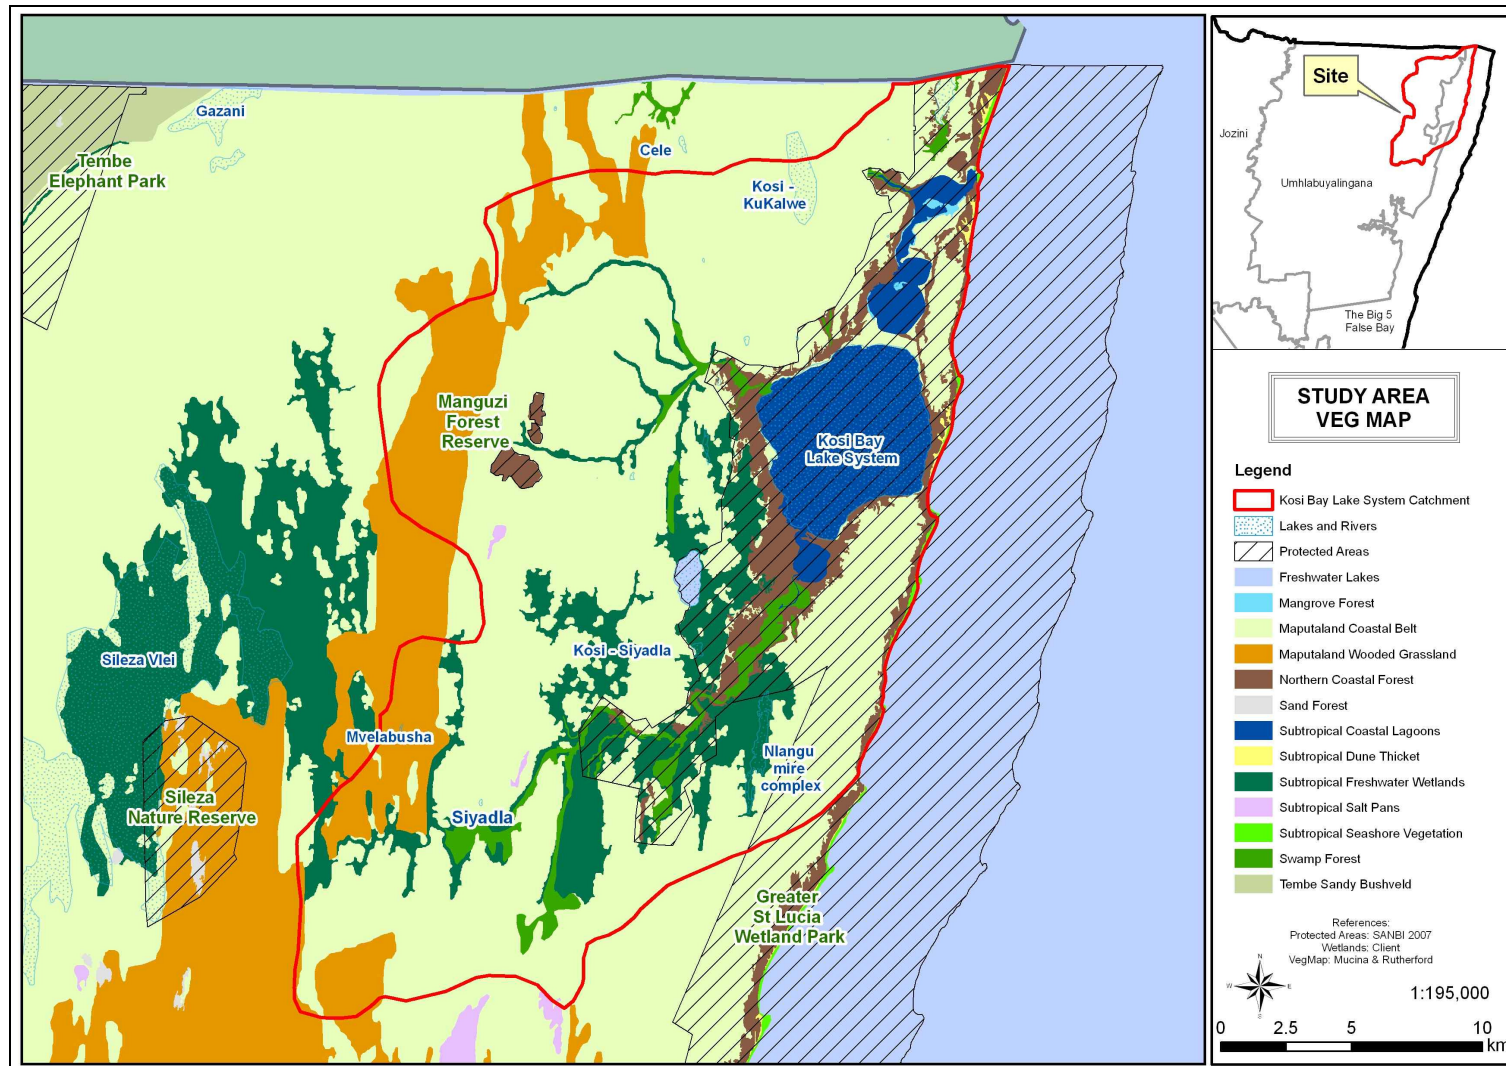 Gazani
Cele
Tembe
Elephant Park
Kosi -
KuKalwe
Manguzi
Forest
Reserve
Kosi Bay
Lake System
Sileza Vlei
Kosi - Siyadla
Mvelabusha
Nlangu
mire
complex
Sileza
Nature Reserve
Siyadla
Greater
St Lucia
Wetland Park
Site
Jozini
Umhlabuyalingana
The Big 5
False Bay
STUDY AREA
VEG MAP
Legend
Kosi Bay Lake System Catchment
Lakes and Rivers
Protected Areas
Freshwater Lakes
Mangrove Forest
Maputaland Coastal Belt
Maputaland Wooded Grassland
Northern Coastal Forest
Sand Forest
Subtropical Coastal Lagoons
Subtropical Dune Thicket
Subtropical Freshwater Wetlands
Subtropical Salt Pans
Subtropical Seashore Vegetation
Swamp Forest
Tembe Sandy Bushveld
References:
Protected Areas: SANBI 2007
Wetlands: Client
VegMap: Mucina & Rutherford
N
W E
S
1:195,000
0 2.5 5 10
km